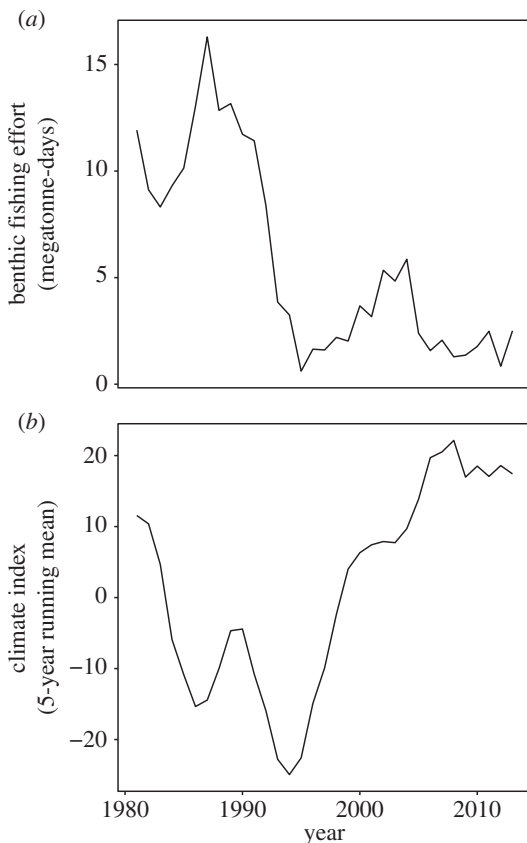 (a)
benthic fishing effort
(megatonne-days)
15
10
5
0
(b)
climate index
(5-year running mean)
20
10
0
−10
−20
1980 1990 2000 2010
year